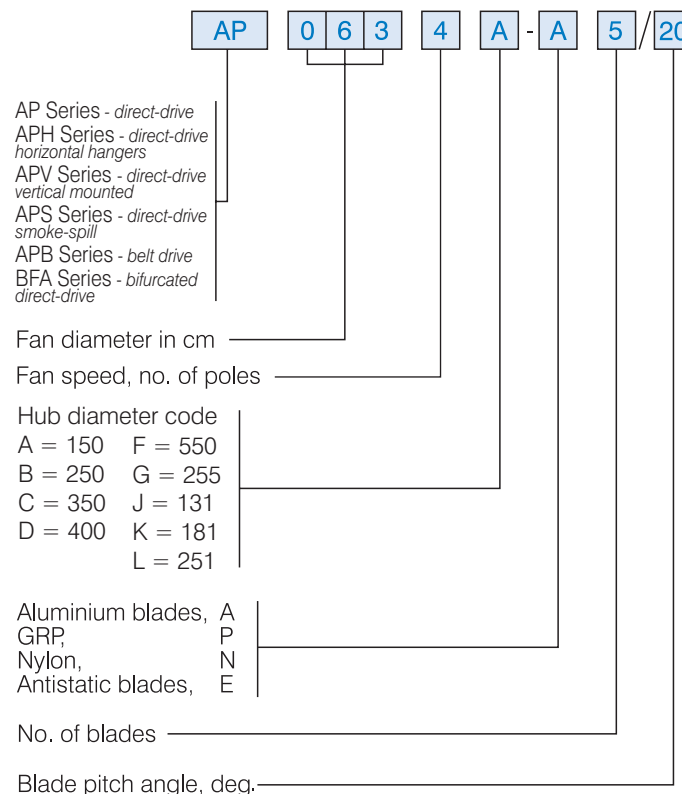 AP 0 6 3 4 A - A 5 / 20
AP Series - direct-drive
APH Series - direct-drive
horizontal hangers
APV Series - direct-drive
vertical mounted
APS Series - direct-drive
smoke-spill
APB Series - belt drive
BFA Series - bifurcated
direct-drive
Fan diameter in cm
Fan speed, no. of poles
Hub diameter code
A = 150 F = 550
B = 250 G = 255
C = 350 J = 131
D = 400 K = 181
L = 251
Aluminium blades, A
GRP, P
Nylon, N
Antistatic blades, E
No. of blades
Blade pitch angle, deg.